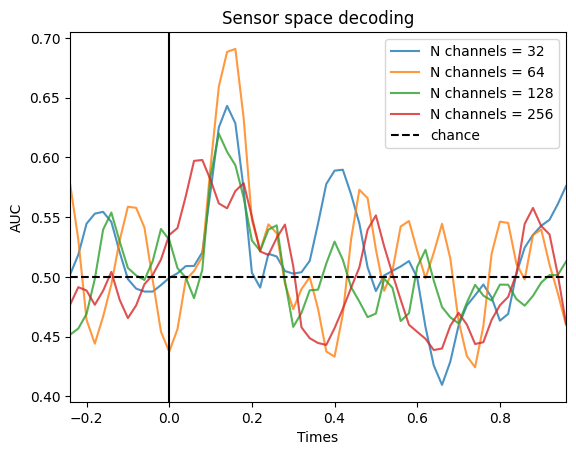 Sensor space decoding
AUC
0.70
0.65
0.60
0.55
0.50
0.45
0.40
N channels = 32
N channels = 64
N channels = 128
N channels = 256
chance
−0.2
0.0
0.2
0.4
0.6
0.8
Times